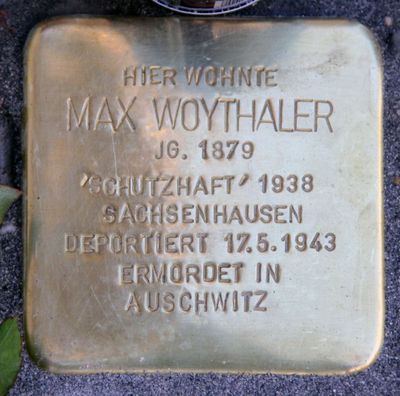 HIER WOHNTE
MAX WOYTHALER
JG. 1879
'SCHUTZHAFT' 1938
SACHSENHAUSEN
DEPORTIERT 17.5.1943
ERMORDET IN
AUSCHWITZ